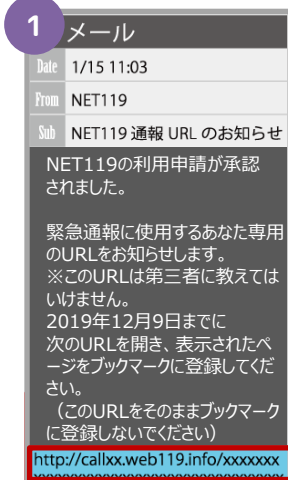 1
メール
Date 1/15 11:03
From NET119
Sub NET119 通報 URL のお知らせ
NET119の利用申請が承認
されました。
緊急通報に使用するあなた専用
のURLをお知らせします。
※このURLは第三者に教えては
いけません。
2019年12月9日までに
次のURLを開き、表示されたペ
ージをブックマークに登録してくだ
さい。
（このURLをそのままブックマーク
に登録しないでください）
http://callxx.web119.info/xxxxxxx